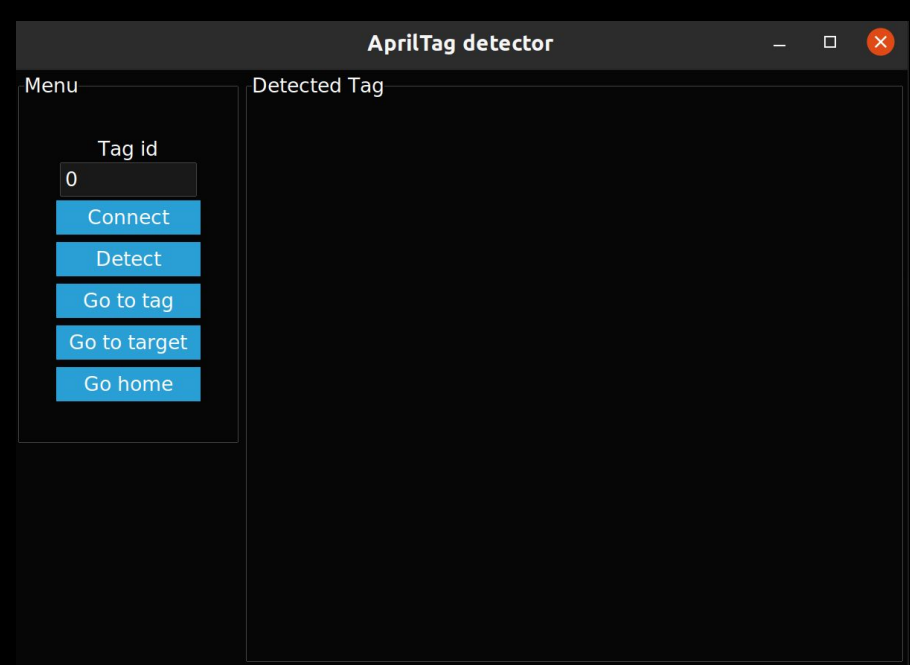 AprilTag detector
Menu
Detected Tag
Tag id
0
Connect
Detect
Go to tag
Go to target
Go home